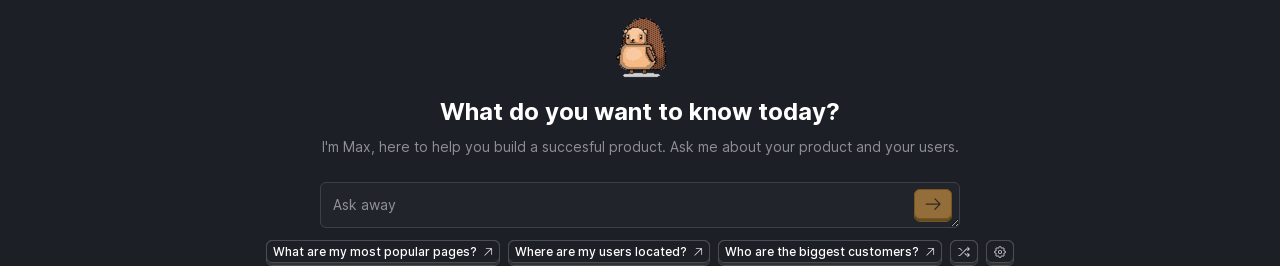 What do you want to know today?
I'm Max, here to help you build a succesful product. Ask me about your product and your users.
Ask away
What are my most popular pages?
Where are my users located?
Who are the biggest customers?